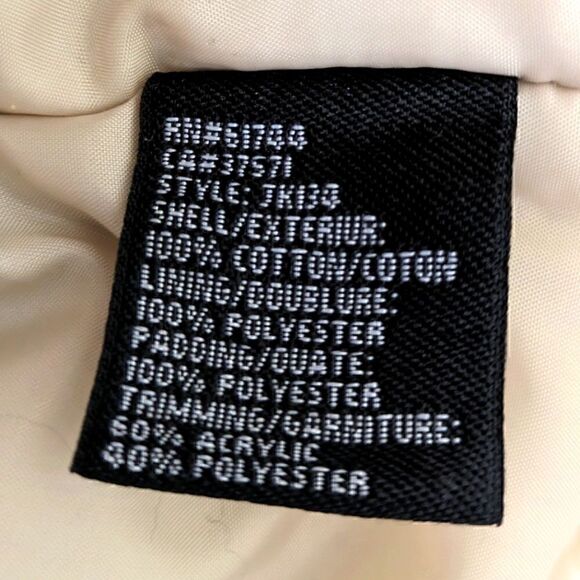 RN#61744
CA#37571
STYLE: JK134
SHELL/EXTERIUR:
100% COTTON/COTON
LINING/DOUBLURE:
100% POLYESTER
PADDING/OUATE:
100% POLYESTER
TRIMMING/GARNITURE:
60% ACRYLIC
40% POLYESTER